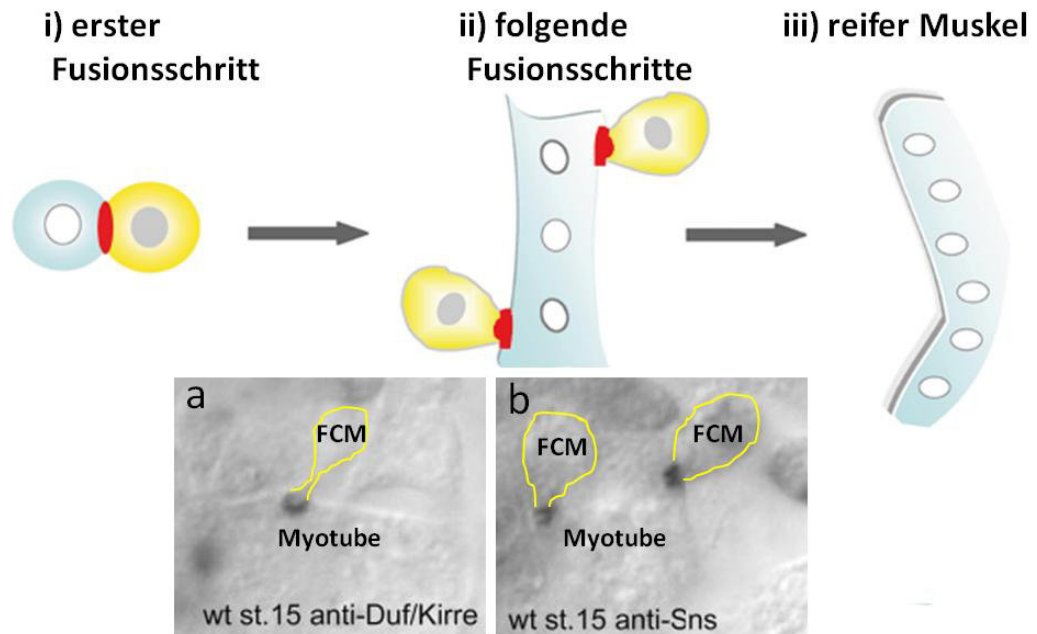 i) erster
Fusionsschritt
ii) folgende
Fusionsschritte
iii) reifer Muskel
a
FCM
Myotube
wt st.15 anti-Duf/Kirre
b
FCM
FCM
Myotube
wt st.15 anti-Sns